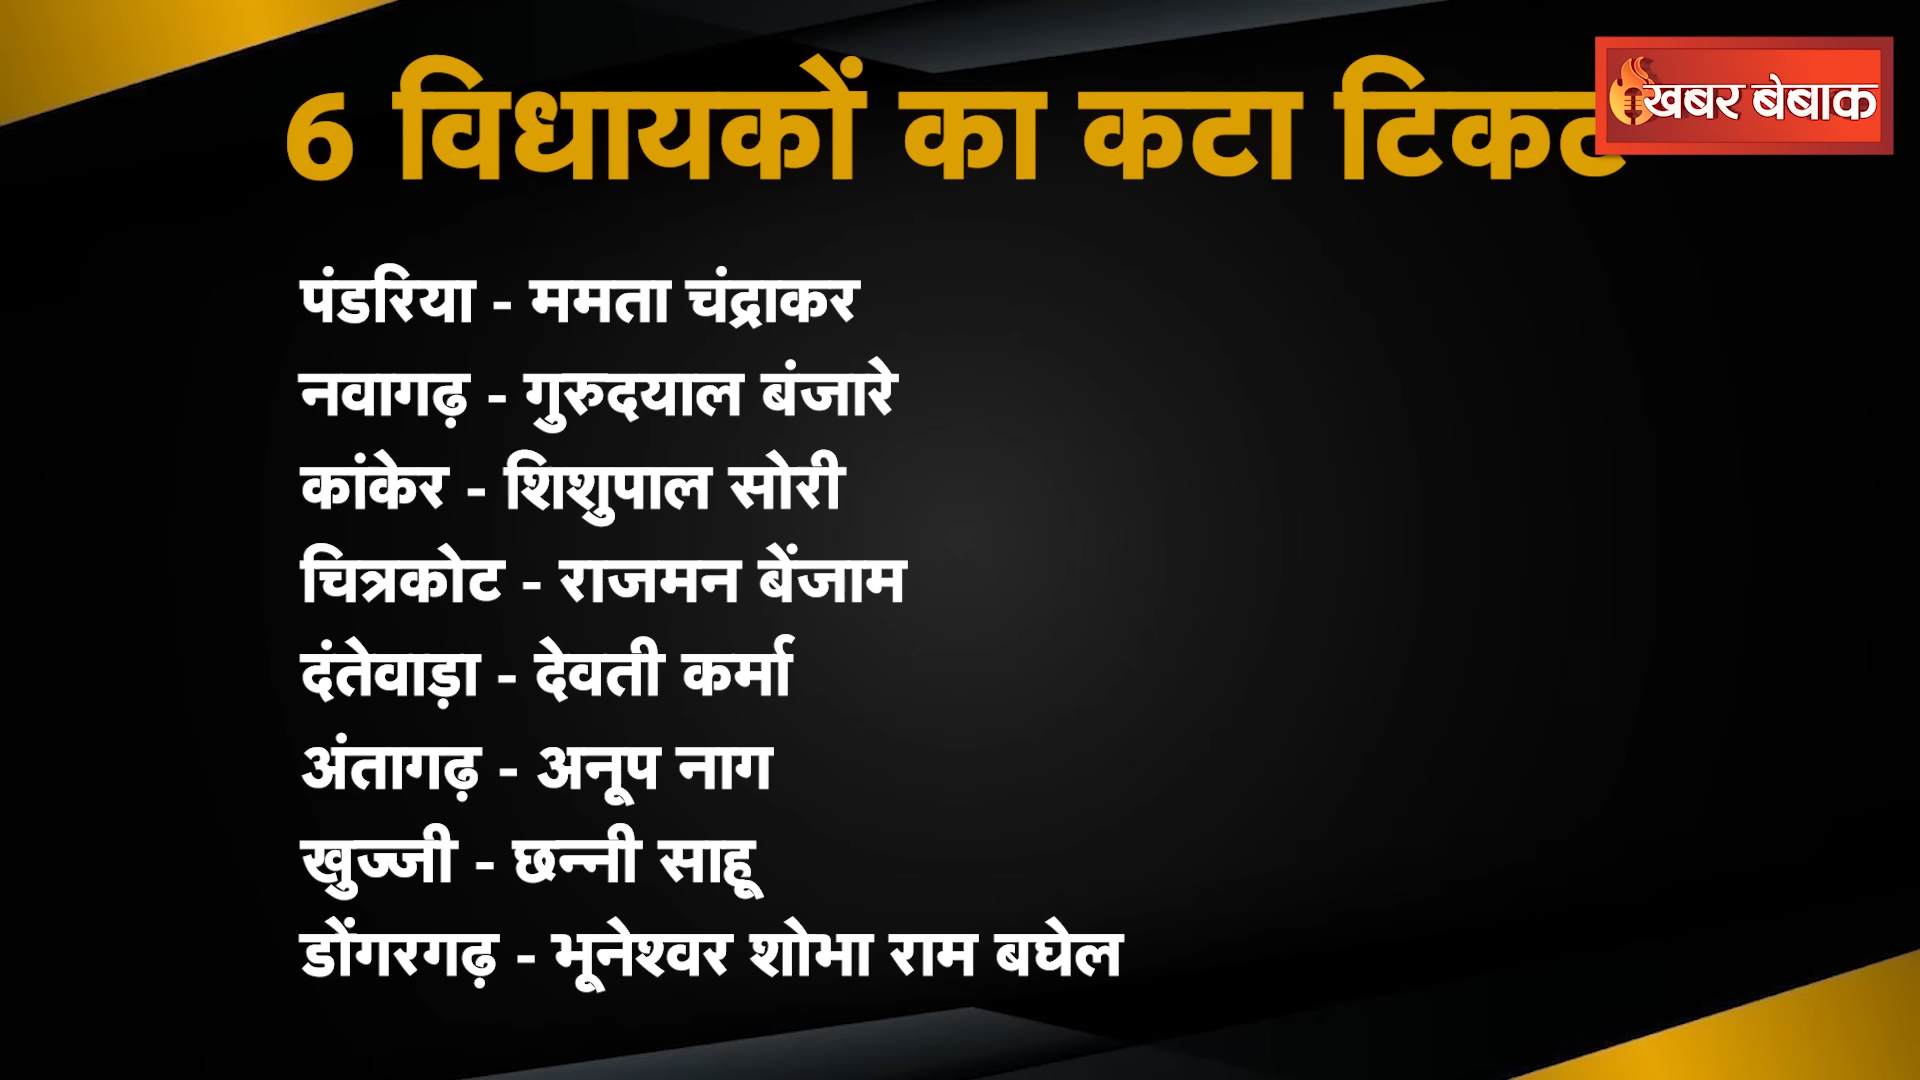 6 विधायकों का कटा टिकट
खबर बेबाक
पंडरिया - ममता चंद्राकर
नवागढ़ - गुरुदयाल बंजारे
कांकेर - शिशुपाल सोरी
चित्रकोट - राजमन बेंजाम
दंतेवाड़ा - देवती कर्मा
अंतागढ़ - अनूप नाग
खुज्जी - छन्नी साहू
डोंगरगढ़ - भूनेश्वर शोभा राम बघेल